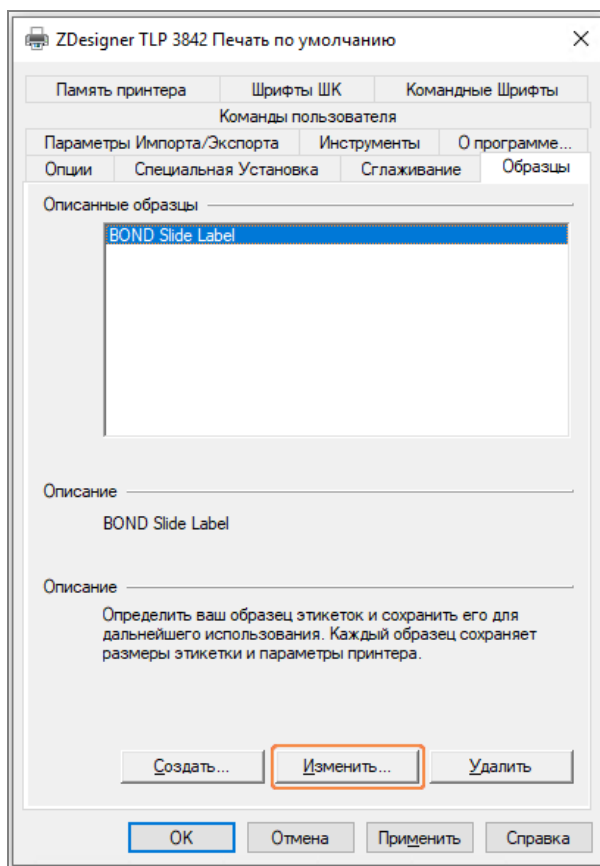 ZDesigner TLP 3842 Печать по умолчанию
Память принтера Шрифты ШК Командные Шрифты
Команды пользователя
Параметры Импорта/Экспорта Инструменты О программе...
Опции Специальная Установка Сглаживание Образцы
Описанные образцы
BOND Slide Label
Описание
BOND Slide Label
Описание
Определить ваш образец этикеток и сохранить его для
дальнейшего использования. Каждый образец сохраняет
размеры этикетки и параметры принтера.
Создать... Изменить... Удалить
OK Отмена Применить Справка